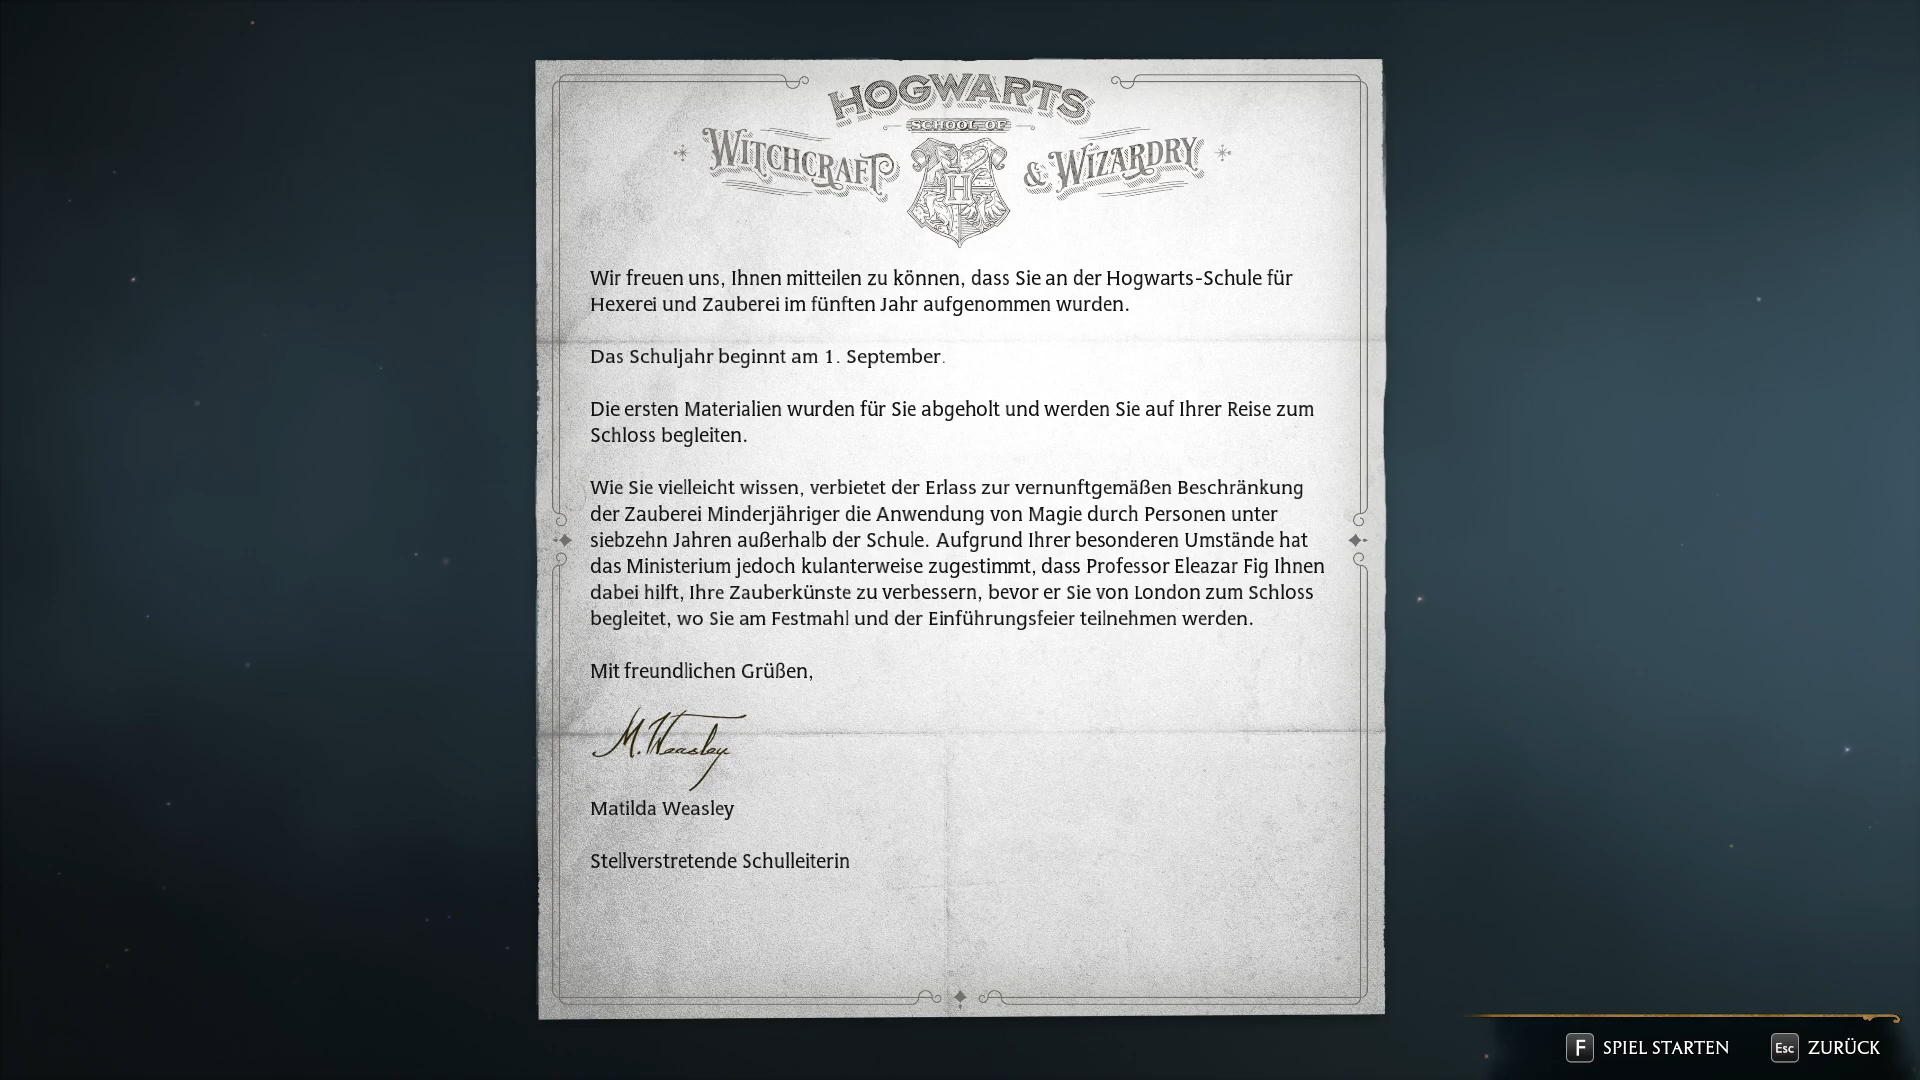 HOGWARTS
SCHOOL OF
WITCHCRAFT & WIZARDRY
H
Wir freuen uns, Ihnen mitteilen zu können, dass Sie an der Hogwarts-Schule für
Hexerei und Zauberei im fünften Jahr aufgenommen wurden.
Das Schuljahr beginnt am 1. September.
Die ersten Materialien wurden für Sie abgeholt und werden Sie auf Ihrer Reise zum
Schloss begleiten.
Wie Sie vielleicht wissen, verbietet der Erlass zur vernunftgemäßen Beschränkung
der Zauberei Minderjähriger die Anwendung von Magie durch Personen unter
siebzehn Jahren außerhalb der Schule. Aufgrund Ihrer besonderen Umstände hat
das Ministerium jedoch kulanterweise zugestimmt, dass Professor Eleazar Fig Ihnen
dabei hilft, Ihre Zauberkünste zu verbessern, bevor er Sie von London zum Schloss
begleitet, wo Sie am Festmahl und der Einführungsfeier teilnehmen werden.
Mit freundlichen Grüßen,
M. Weasley
Matilda Weasley
Stellverstretende Schulleiterin
F SPIEL STARTEN Esc ZURÜCK